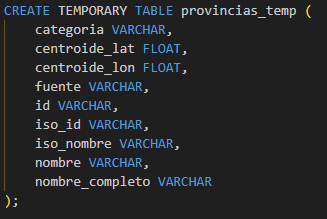 CREATE TEMPORARY TABLE provincias_temp (
    categoria VARCHAR,
    centroide_lat FLOAT,
    centroide_lon FLOAT,
    fuente VARCHAR,
    id VARCHAR,
    iso_id VARCHAR,
    iso_nombre VARCHAR,
    nombre VARCHAR,
    nombre_completo VARCHAR
);